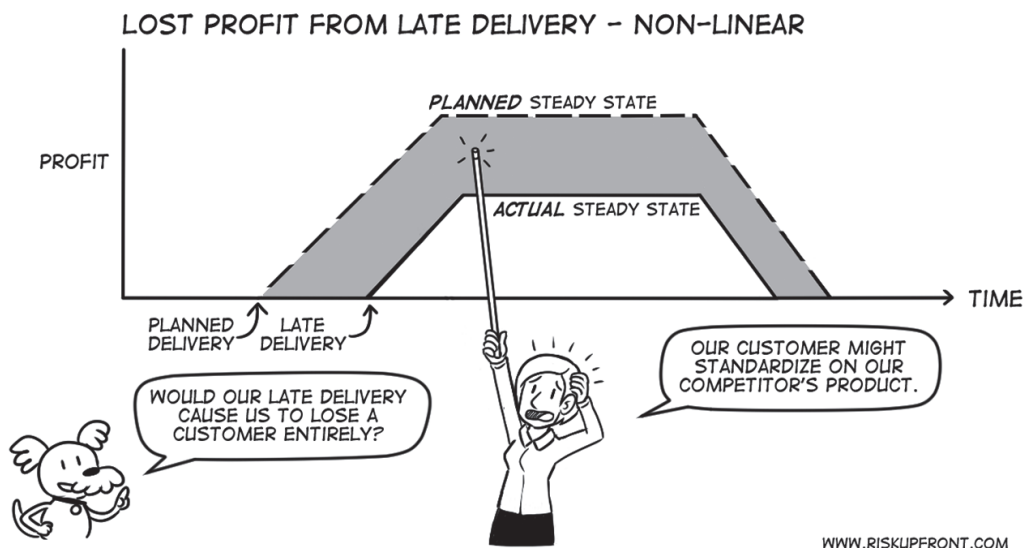 LOST PROFIT FROM LATE DELIVERY - NON-LINEAR
PLANNED STEADY STATE
PROFIT
ACTUAL STEADY STATE
TIME
PLANNED
DELIVERY
LATE
DELIVERY
OUR CUSTOMER MIGHT
STANDARDIZE ON OUR
COMPETITOR'S PRODUCT.
WOULD OUR LATE DELIVERY
CAUSE US TO LOSE A
CUSTOMER ENTIRELY?
WWW.RISKUPFRONT.COM